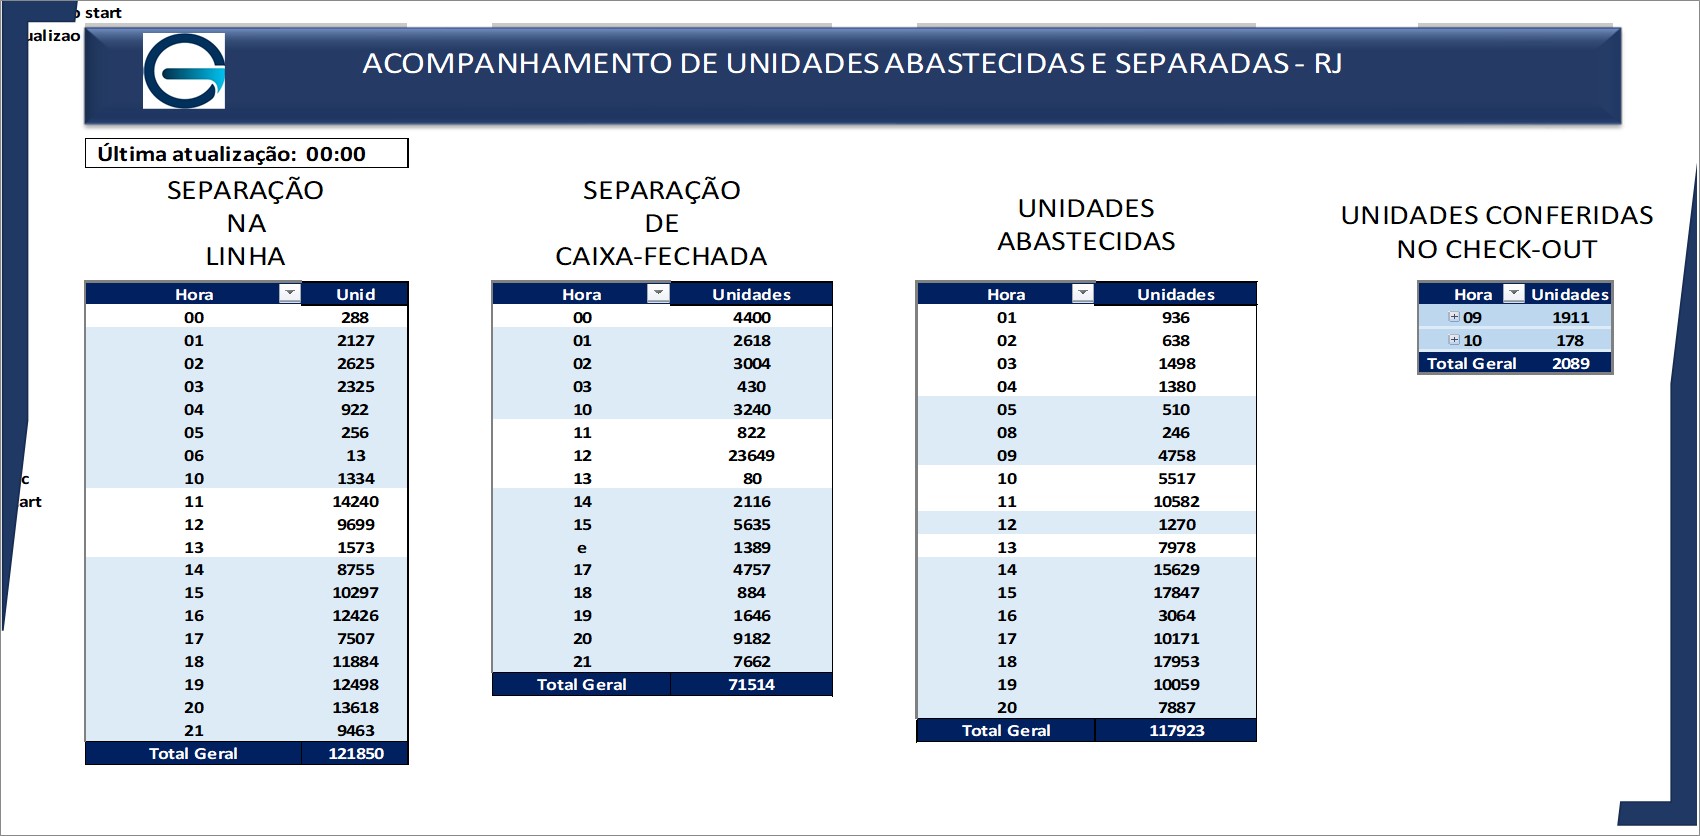 start
ualizao
ACOMPANHAMENTO DE UNIDADES ABASTECIDAS E SEPARADAS - RJ
Última atualização: 00:00
SEPARAÇÃO
NA
LINHA
Hora Unid
00 288
01 2127
02 2625
03 2325
04 922
05 256
06 13
10 1334
11 14240
12 9699
13 1573
14 8755
15 10297
16 12426
17 7507
18 11884
19 12498
20 13618
21 9463
Total Geral 121850
SEPARAÇÃO
DE
CAIXA-FECHADA
Hora Unidades
00 4400
01 2618
02 3004
03 430
10 3240
11 822
12 23649
13 80
14 2116
15 5635
e 1389
17 4757
18 884
19 1646
20 9182
21 7662
Total Geral 71514
UNIDADES
ABASTECIDAS
Hora Unidades
01 936
02 638
03 1498
04 1380
05 510
08 246
09 4758
10 5517
11 10582
12 1270
13 7978
14 15629
15 17847
16 3064
17 10171
18 17953
19 10059
20 7887
Total Geral 117923
UNIDADES CONFERIDAS
NO CHECK-OUT
Hora Unidades
09 1911
10 178
Total Geral 2089
c
art